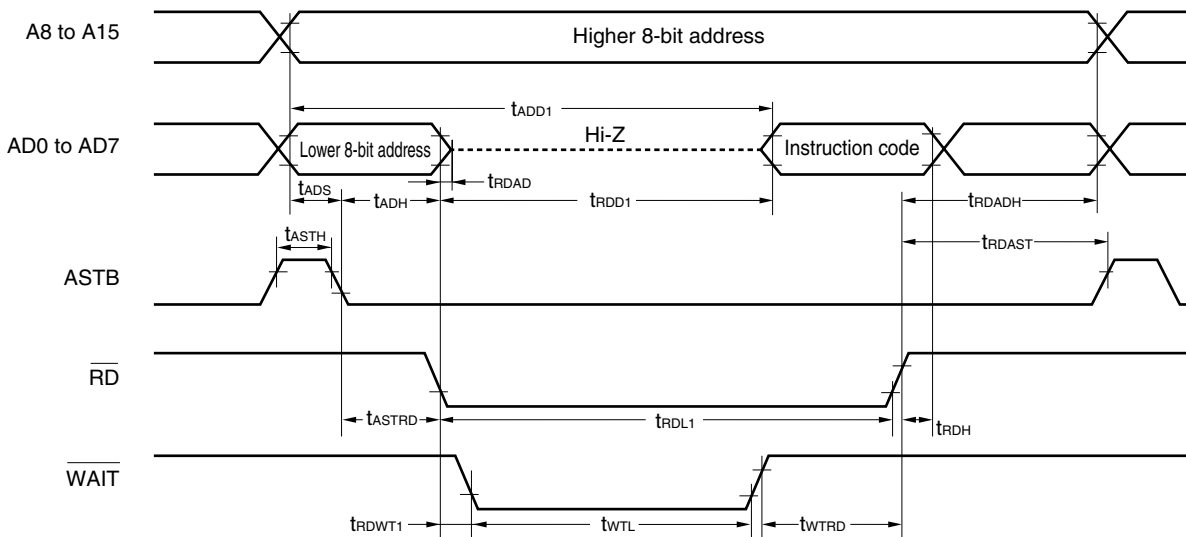 A8 to A15
Higher 8-bit address
tADD1
AD0 to AD7
Lower 8-bit address
Hi-Z
Instruction code
tRDAD
tADS
tADH
tRDD1
tRDADH
tASTH
tRDAST
ASTB
RD
tASTRD
tRDL1
tRDH
WAIT
tRDWT1
tWTL
tWTRD